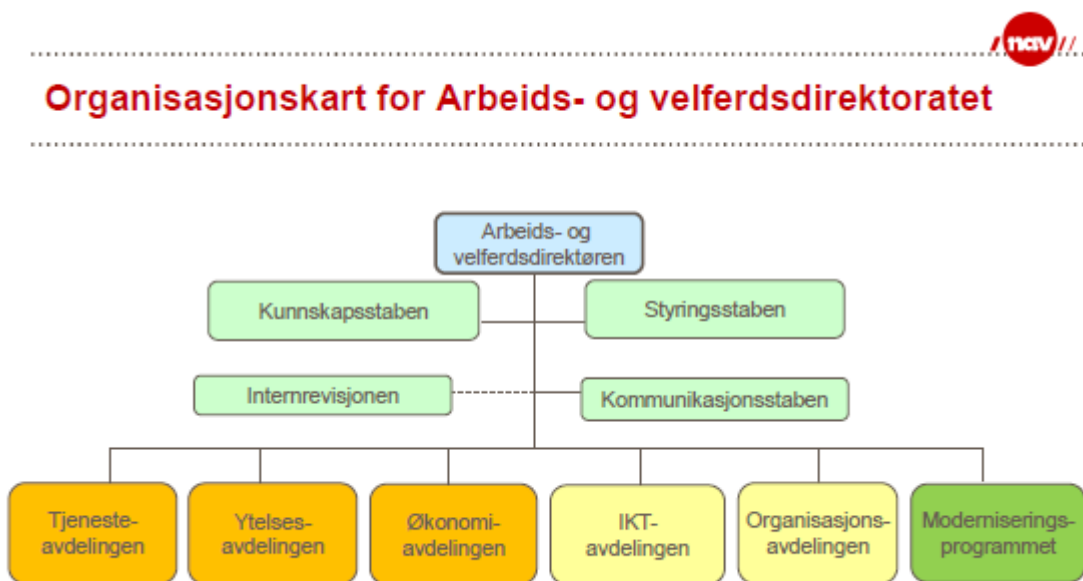 nav
Organisasjonskart for Arbeids- og velferdsdirektoratet
Arbeids- og
velferdsdirektøren
Kunnskapsstaben
Styringsstaben
Internrevisjonen
Kommunikasjonsstaben
Tjeneste-
avdelingen
Ytelses-
avdelingen
Økonomi-
avdelingen
IKT-
avdelingen
Organisasjons-
avdelingen
Moderniserings-
programmet